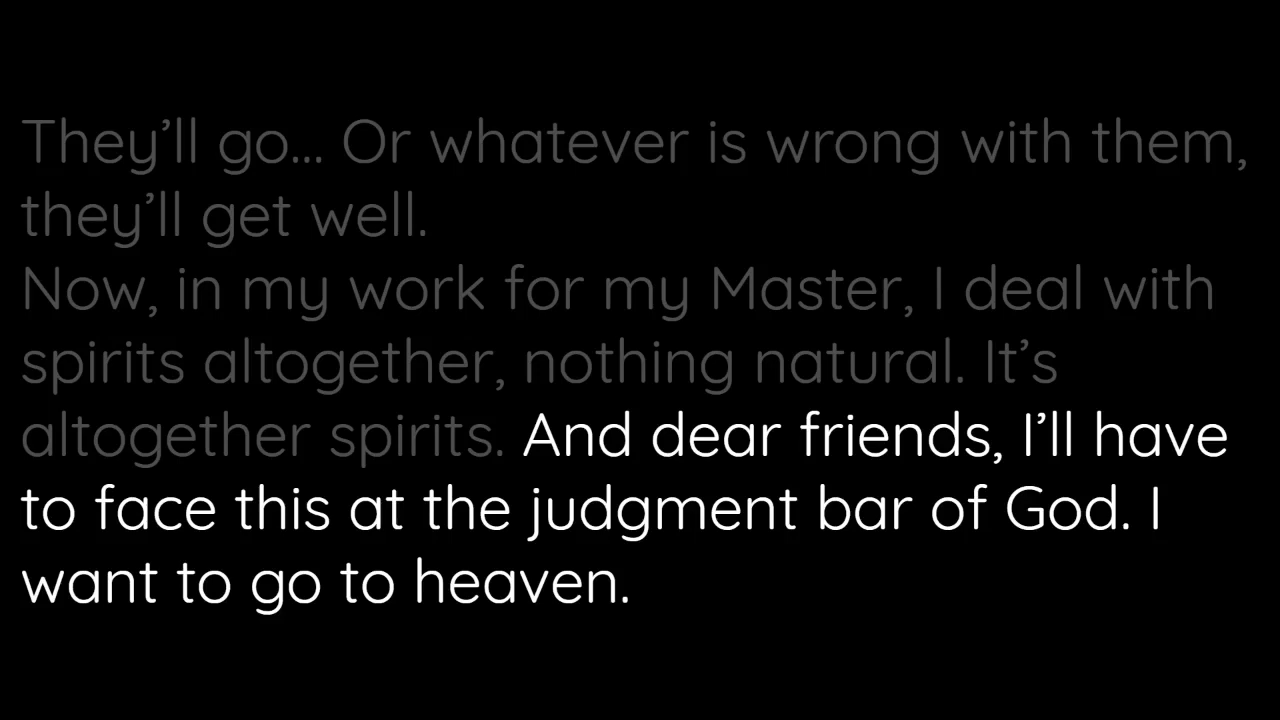 They’ll go... Or whatever is wrong with them,
they’ll get well.
Now, in my work for my Master, I deal with
spirits altogether, nothing natural. It’s
altogether spirits. And dear friends, I’ll have
to face this at the judgment bar of God. I
want to go to heaven.